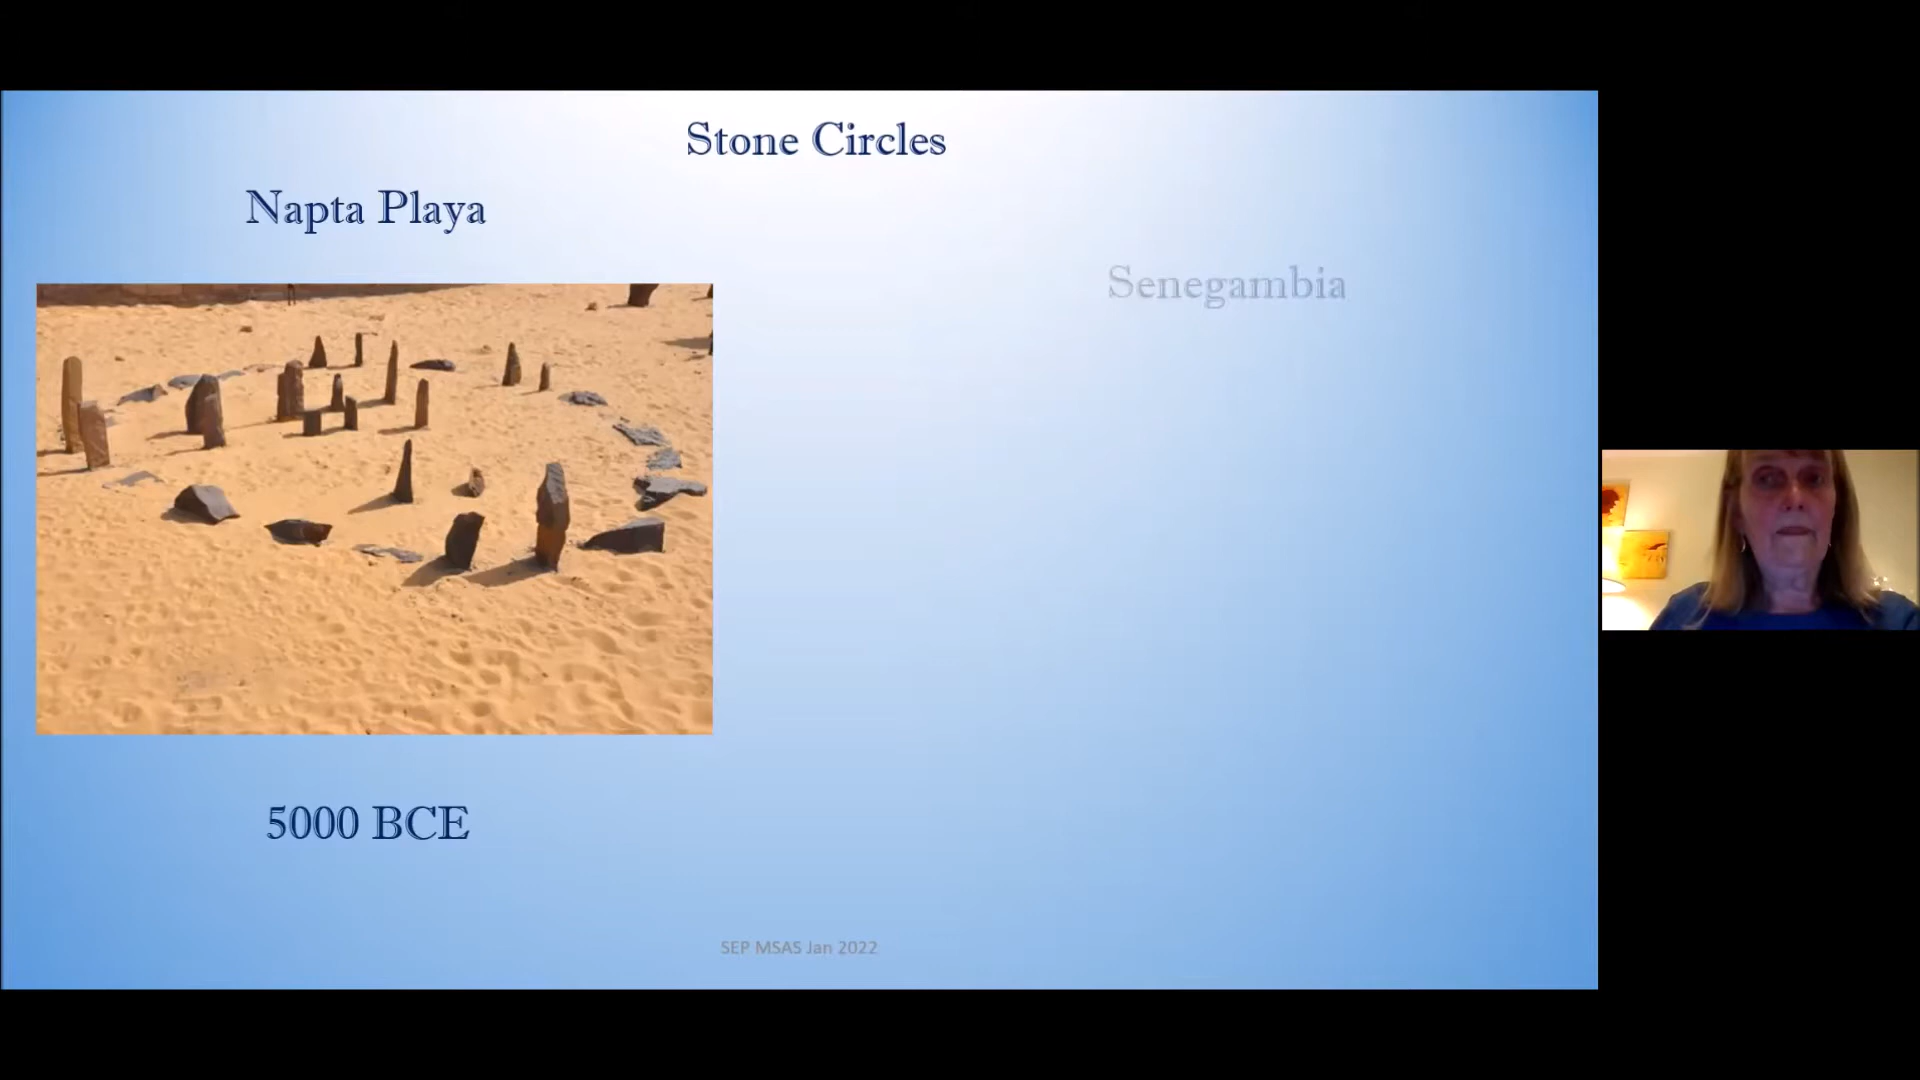 Stone Circles
Napta Playa
Senegambia
5000 BCE
SEP MSAS Jan 2022